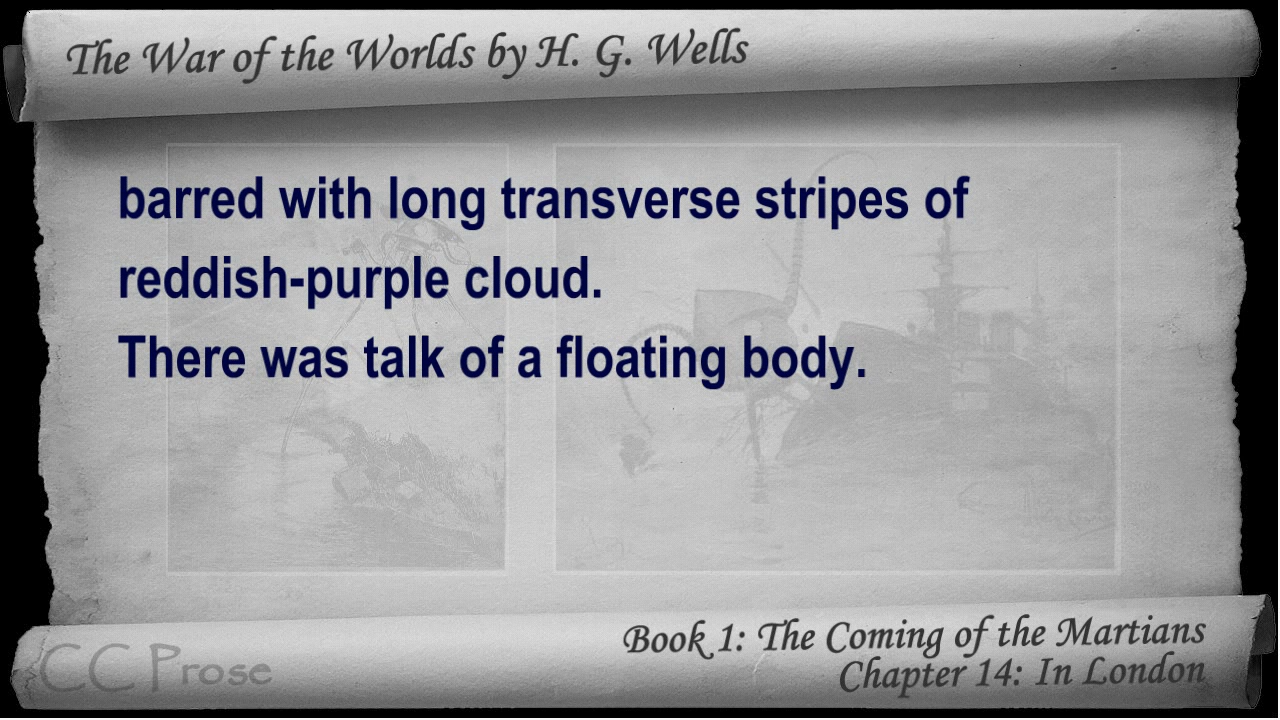 The War of the Worlds by H. G. Wells
barred with long transverse stripes of
reddish-purple cloud.
There was talk of a floating body.
Book 1: The Coming of the Martians
Chapter 14: In London
CC Prose